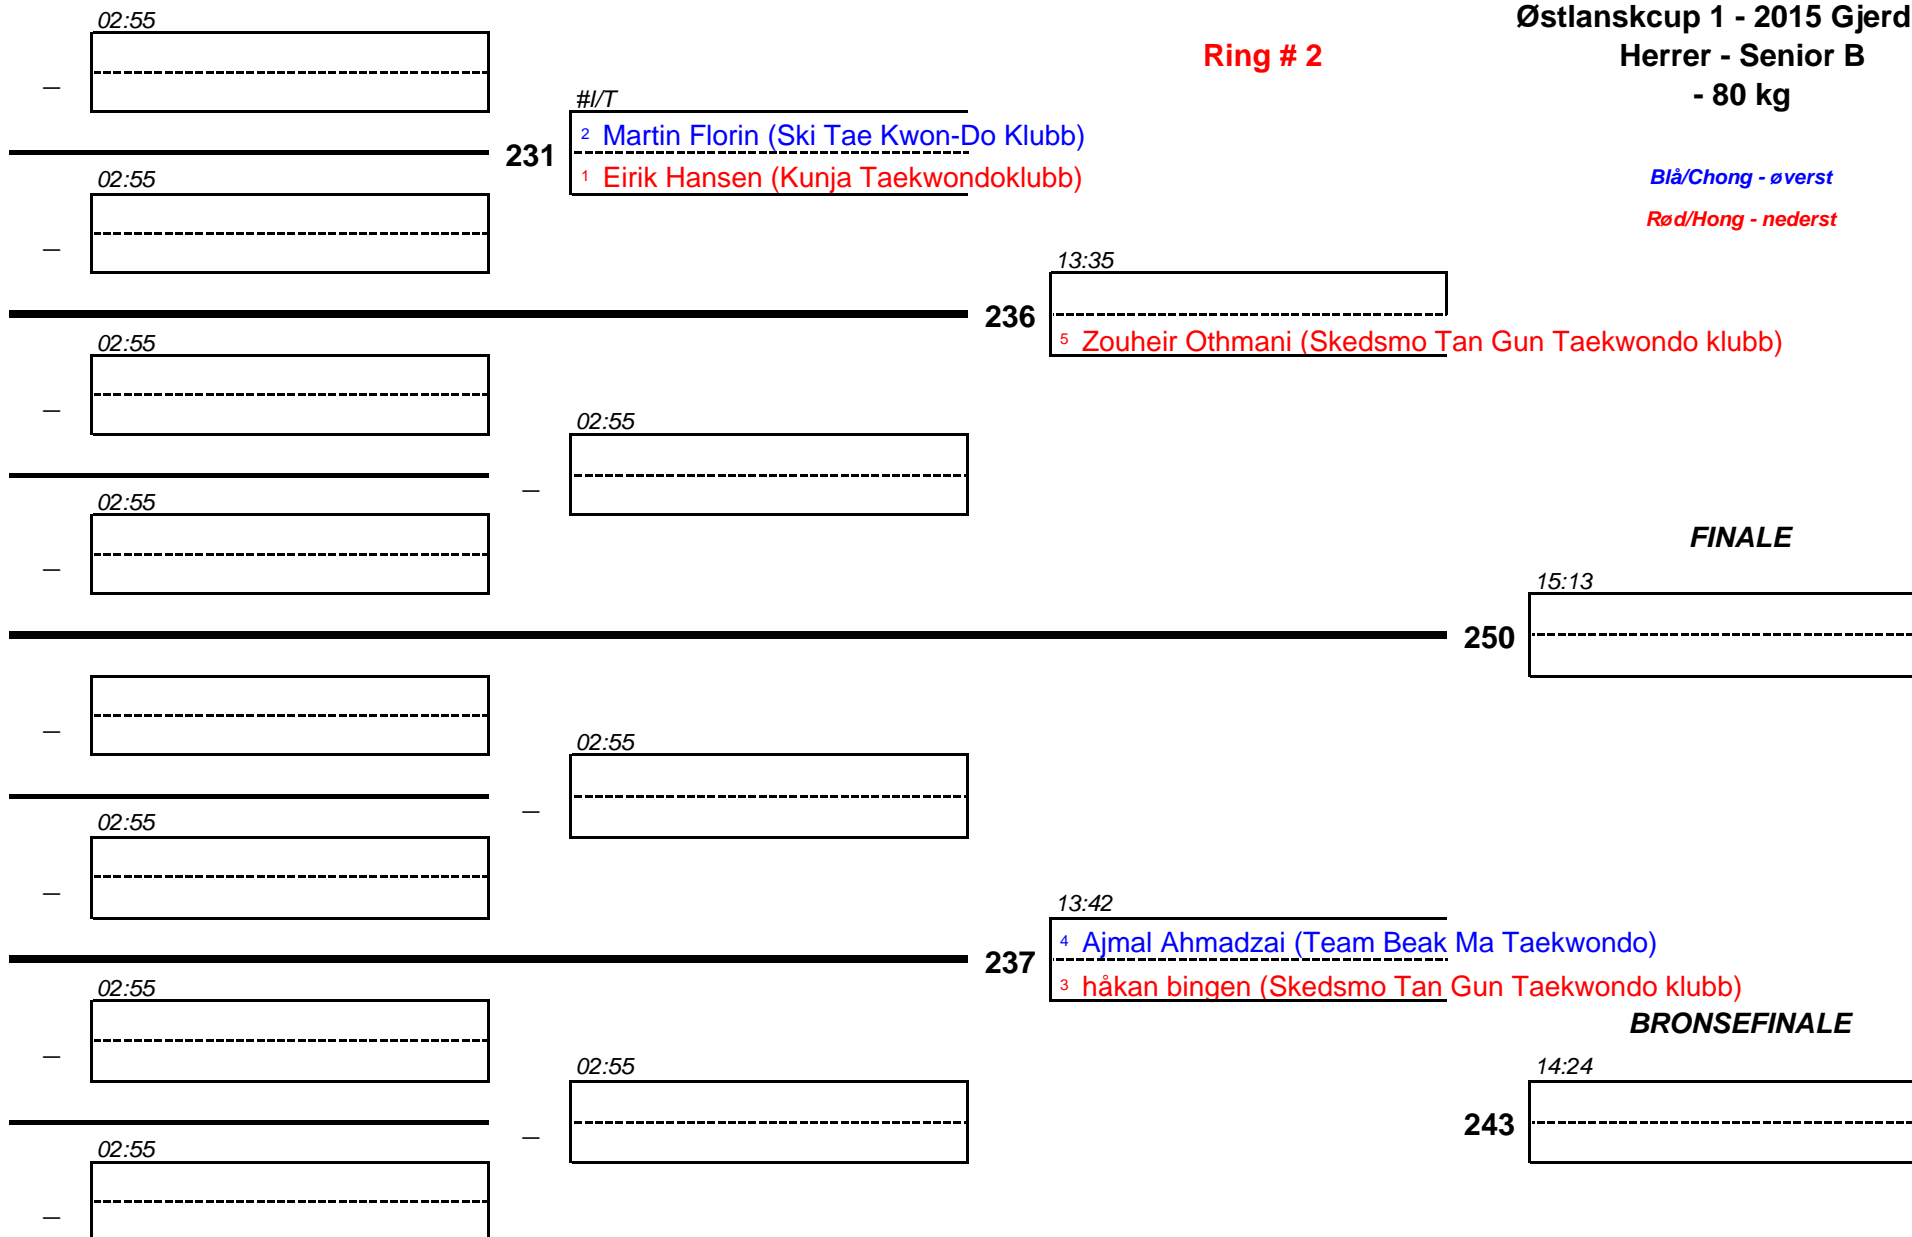 02:55
Østlanskcup 1 - 2015 Gjerd
Ring # 2
Herrer - Senior B
- 80 kg
_
#I/T
2 Martin Florin (Ski Tae Kwon-Do Klubb)
231
1 Eirik Hansen (Kunja Taekwondoklubb)
02:55
Blå/Chong - øverst
Rød/Hong - nederst
_
13:35
236
5 Zouheir Othmani (Skedsmo Tan Gun Taekwondo klubb)
02:55
_
02:55
_
02:55
_
FINALE
15:13
250
_
02:55
_
02:55
_
13:42
4 Ajmal Ahmadzai (Team Beak Ma Taekwondo)
237
3 håkan bingen (Skedsmo Tan Gun Taekwondo klubb)
02:55
BRONSEFINALE
_
02:55
14:24
243
_
02:55
_